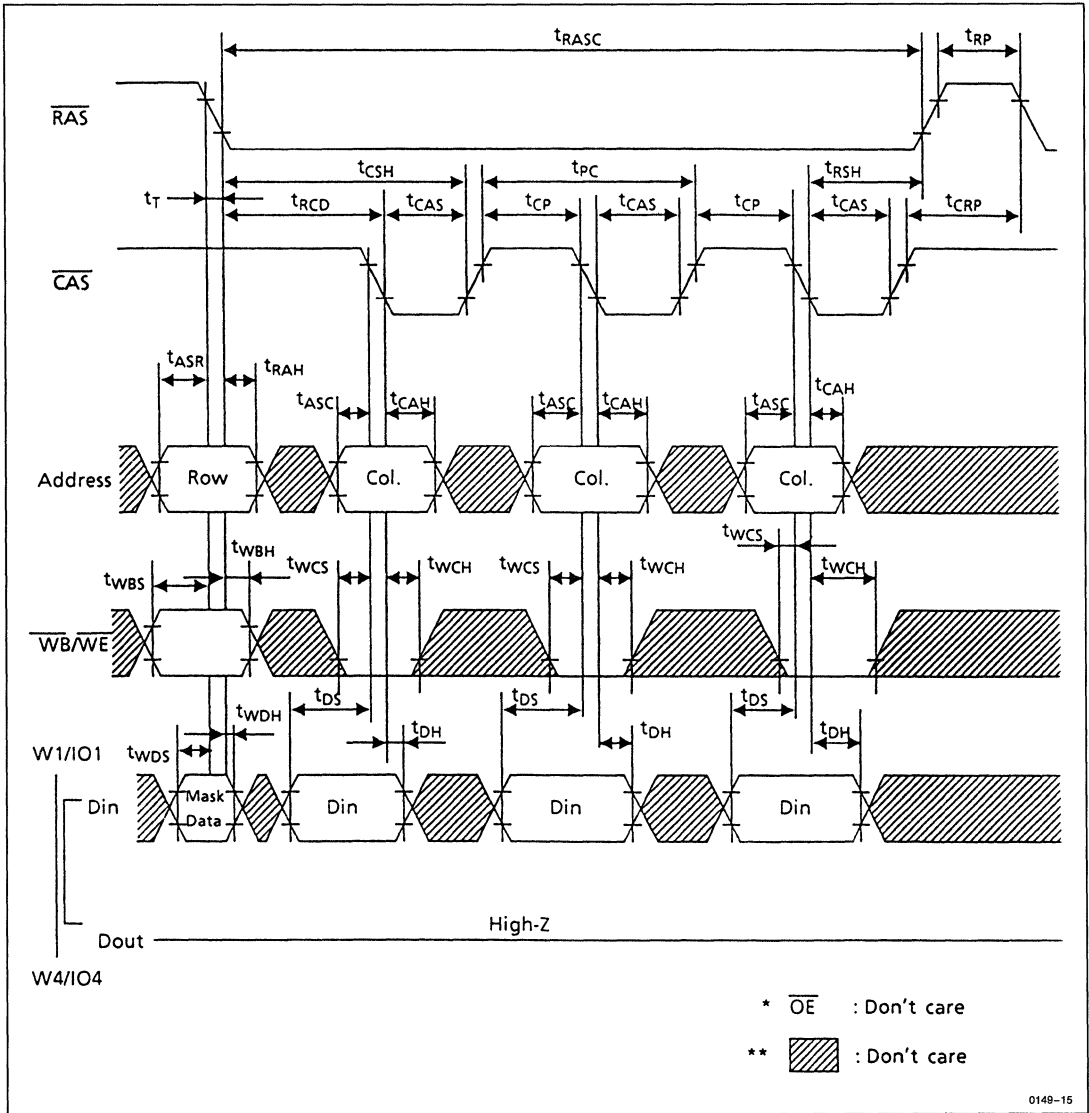 tRASC
tRP
RAS
tCSH
tPC
tRSH
tT
tRCD
tCAS
tCP
tCAS
tCP
tCAS
tCRP
CAS
tASR
tRAH
tASC
tCAH
tASC
tCAH
tASC
tCAH
Address
Row
Col.
Col.
Col.
tWCS
tWBS
tWBH
tWCS
tWCH
tWCS
tWCH
tWCH
WB/WE
tDS
tDS
tDS
tWDS
tWDH
tDH
tDH
tDH
W1/IO1
Din
Mask
Data
Din
Din
Din
High-Z
Dout
W4/IO4
* OE : Don't care
** : Don't care
0149-15